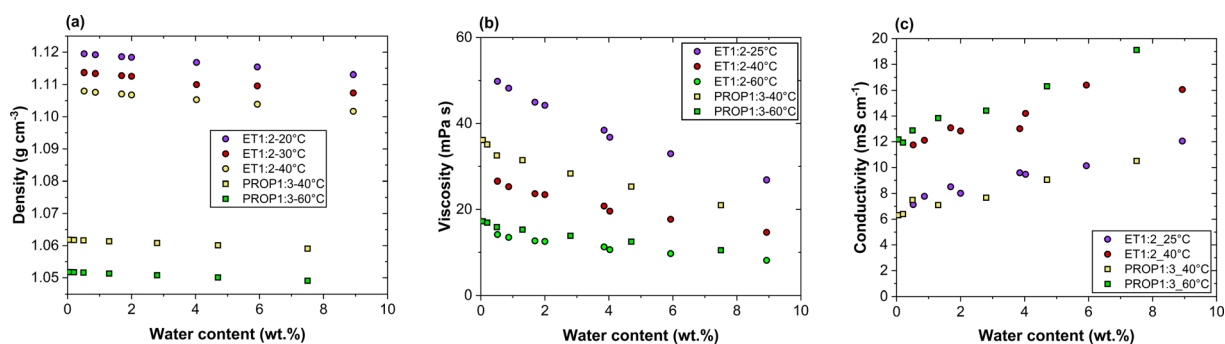 (a)
Density (g cm⁻³)
1.12
1.11
1.10
1.09
1.08
1.07
1.06
1.05
ET1:2-20°C
ET1:2-30°C
ET1:2-40°C
PROP1:3-40°C
PROP1:3-60°C
0 2 4 6 8 10
Water content (wt.%)
(b)
Viscosity (mPa s)
60
40
20
0
ET1:2-25°C
ET1:2-40°C
ET1:2-60°C
PROP1:3-40°C
PROP1:3-60°C
0 2 4 6 8 10
Water content (wt.%)
(c)
Conductivity (mS cm⁻¹)
20
18
16
14
12
10
8
6
4
2
0
ET1:2_25°C
ET1:2_40°C
PROP1:3_40°C
PROP1:3_60°C
0 2 4 6 8 10
Water content (wt.%)